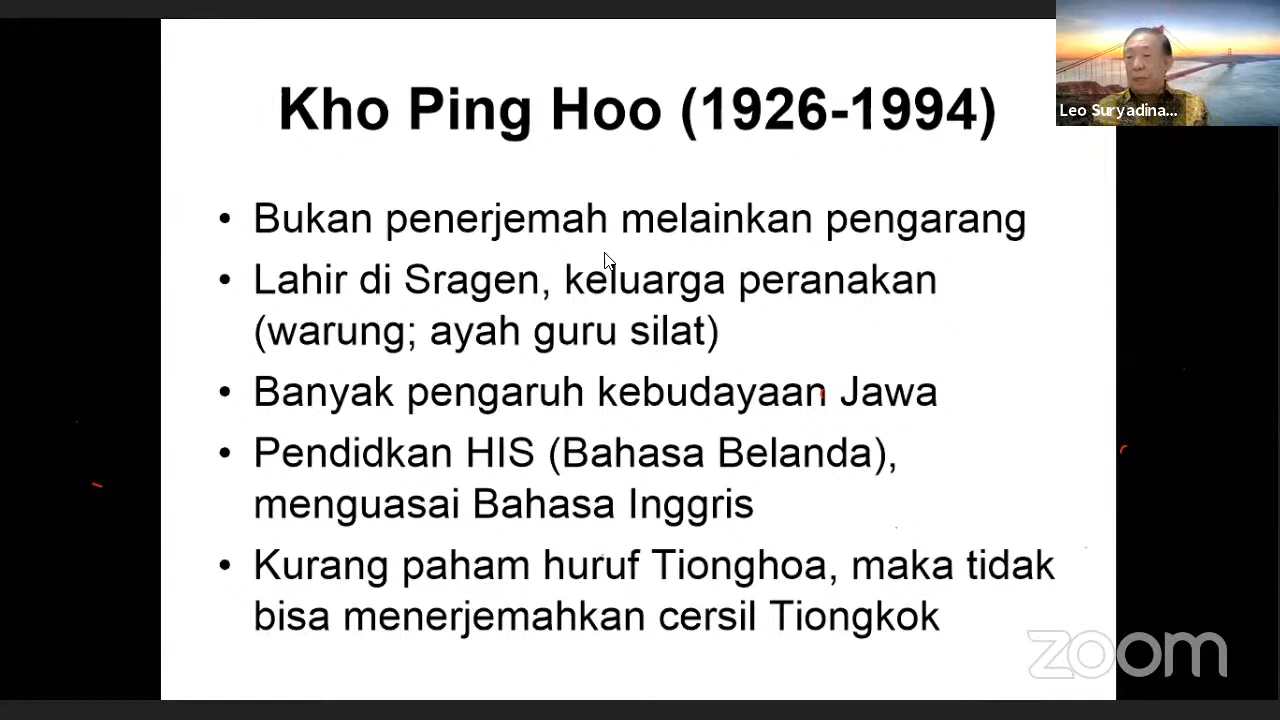 Kho Ping Hoo (1926-1994)
Leo Suryadina...
• Bukan penerjemah melainkan pengarang
• Lahir di Sragen, keluarga peranakan
(warung; ayah guru silat)
• Banyak pengaruh kebudayaan Jawa
• Pendidkan HIS (Bahasa Belanda),
menguasai Bahasa Inggris
• Kurang paham huruf Tionghoa, maka tidak
bisa menerjemahkan cersil Tiongkok
zoom